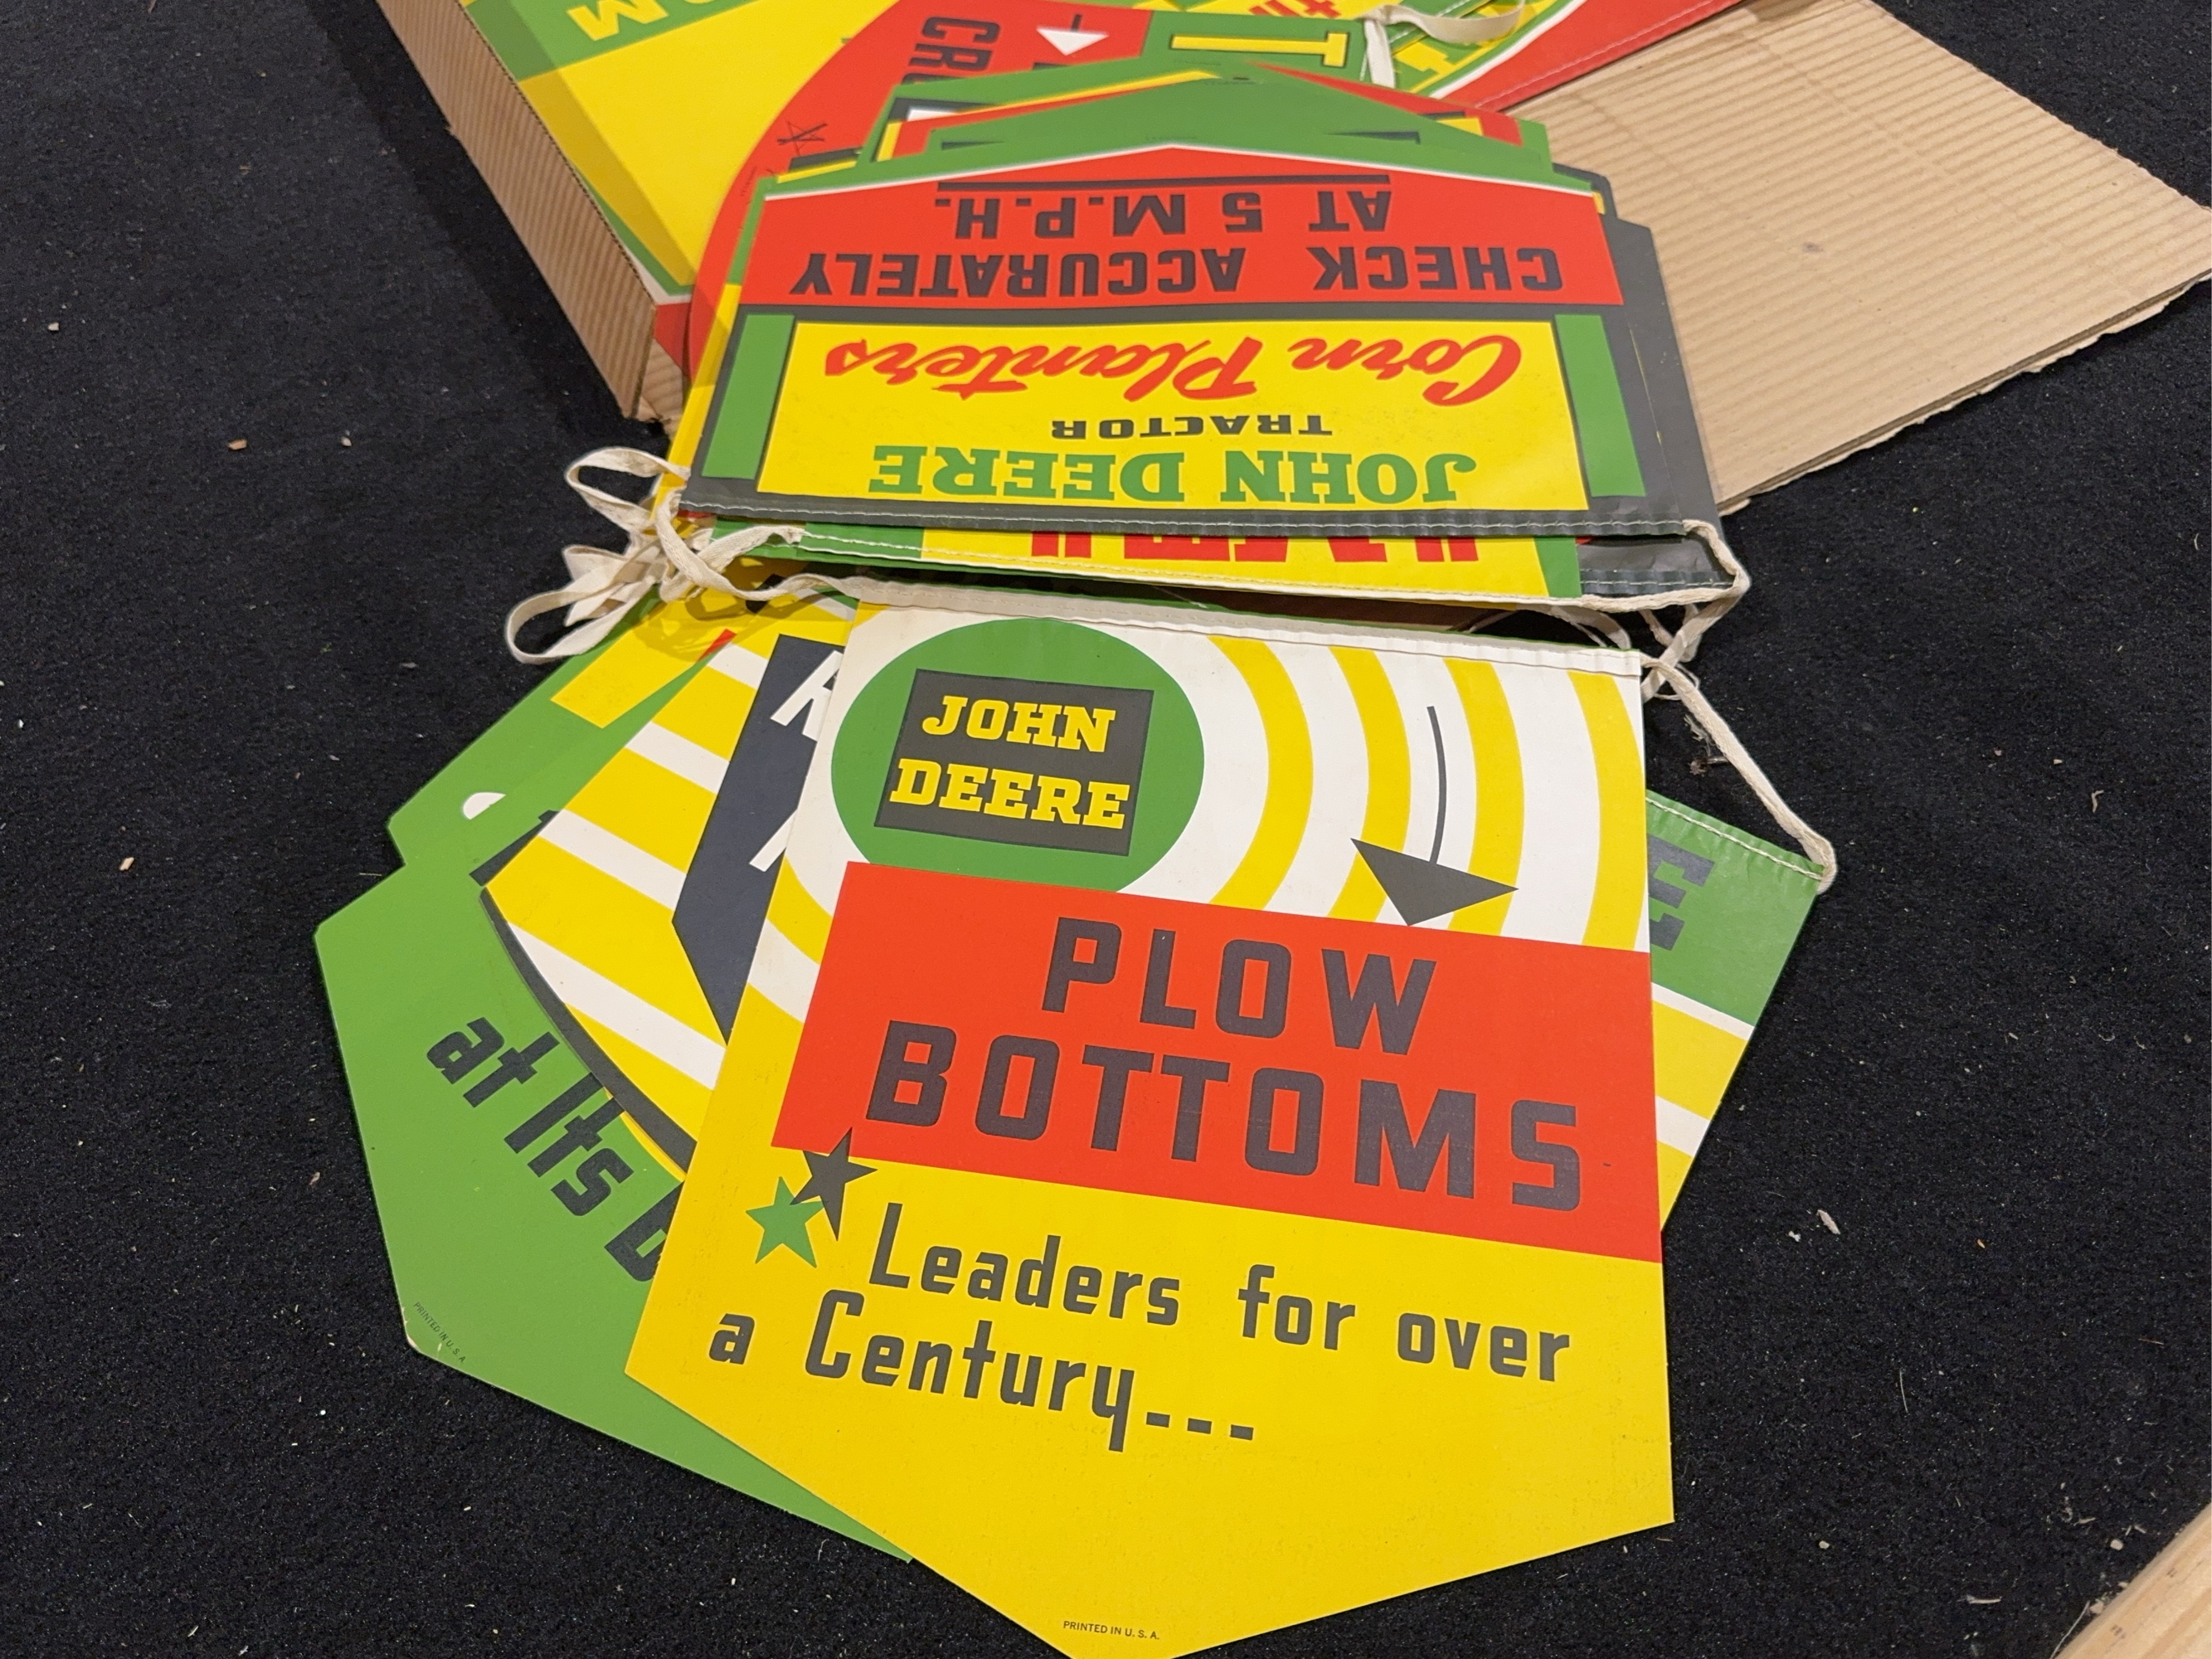 JOHN DEERE
TRACTOR
Corn Planters
CHECK ACCURATELY
AT 5 M.P.H.
JOHN
DEERE
PLOW
BOTTOMS
Leaders for over
a Century---
PRINTED IN U. S. A.
at Its
PRINTED IN U. S. A.